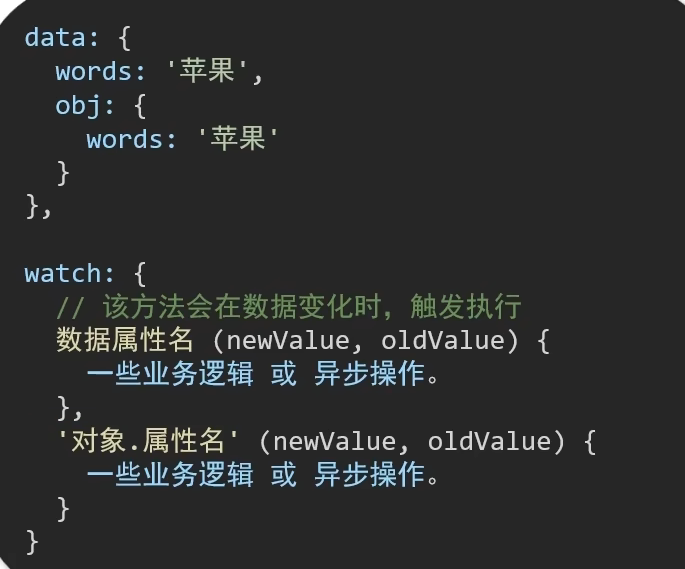 data: {
  words: '苹果',
  obj: {
    words: '苹果'
  }
},

watch: {
  // 该方法会在数据变化时，触发执行
  数据属性名 (newValue, oldValue) {
    一些业务逻辑 或 异步操作。
  },
  '对象.属性名' (newValue, oldValue) {
    一些业务逻辑 或 异步操作。
  }
}